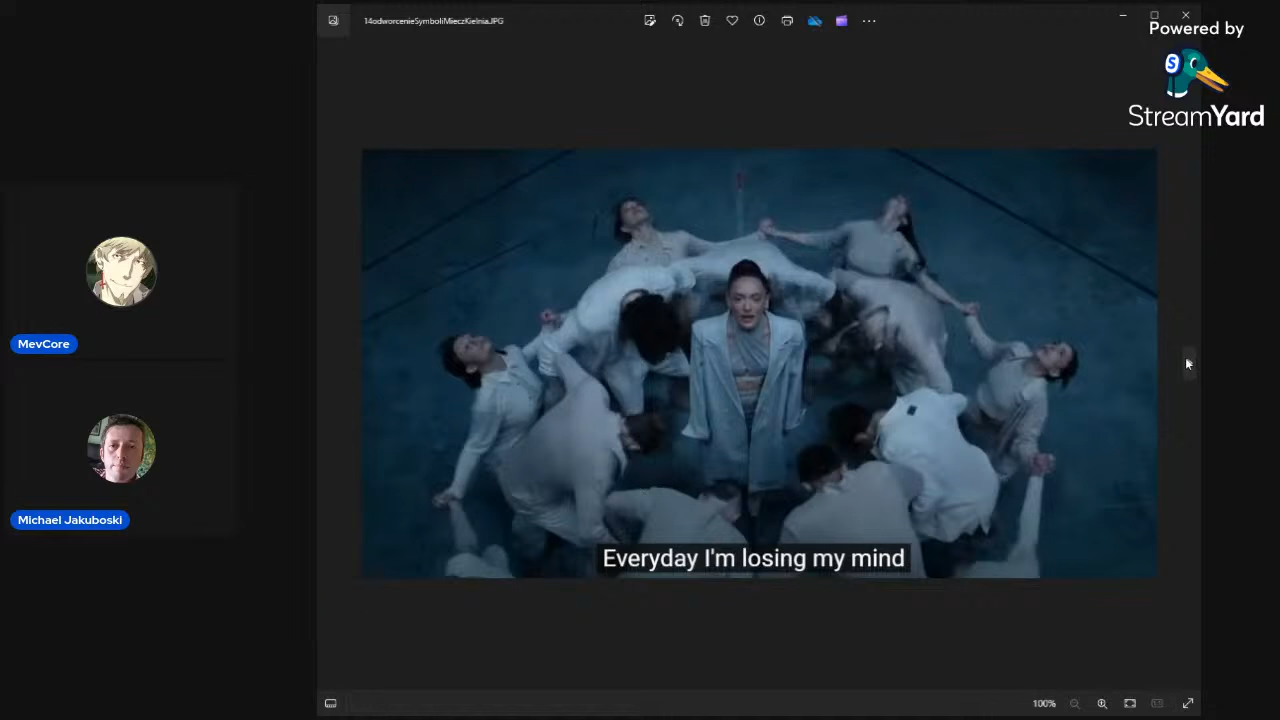 14odworcenieSymboliMieczKielnia.JPG
Powered by
S
StreamYard
MevCore
Michael Jakuboski
Everyday I'm losing my mind
100%